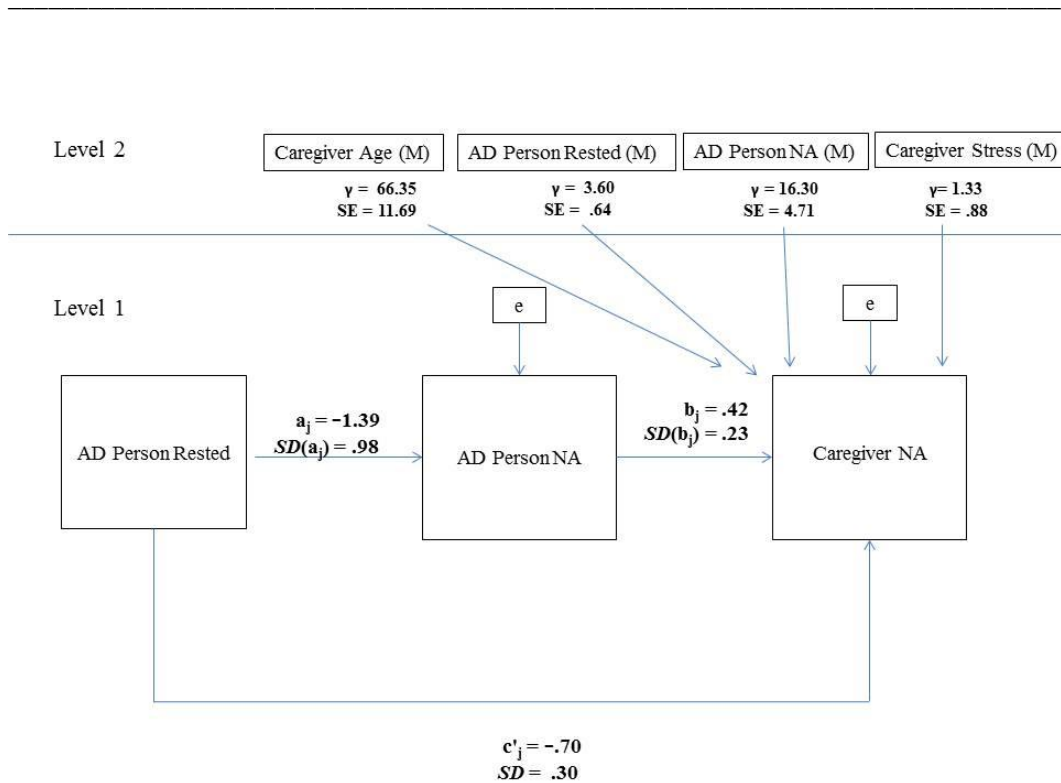 Level 2
Caregiver Age (M)
AD Person Rested (M)
AD Person NA (M)
Caregiver Stress (M)
γ = 66.35
SE = 11.69
γ = 3.60
SE = .64
γ = 16.30
SE = 4.71
γ= 1.33
SE = .88
Level 1
e
e
AD Person Rested
aj = -1.39
SD(aj) = .98
AD Person NA
bj = .42
SD(bj) = .23
Caregiver NA
c'j = -.70
SD = .30